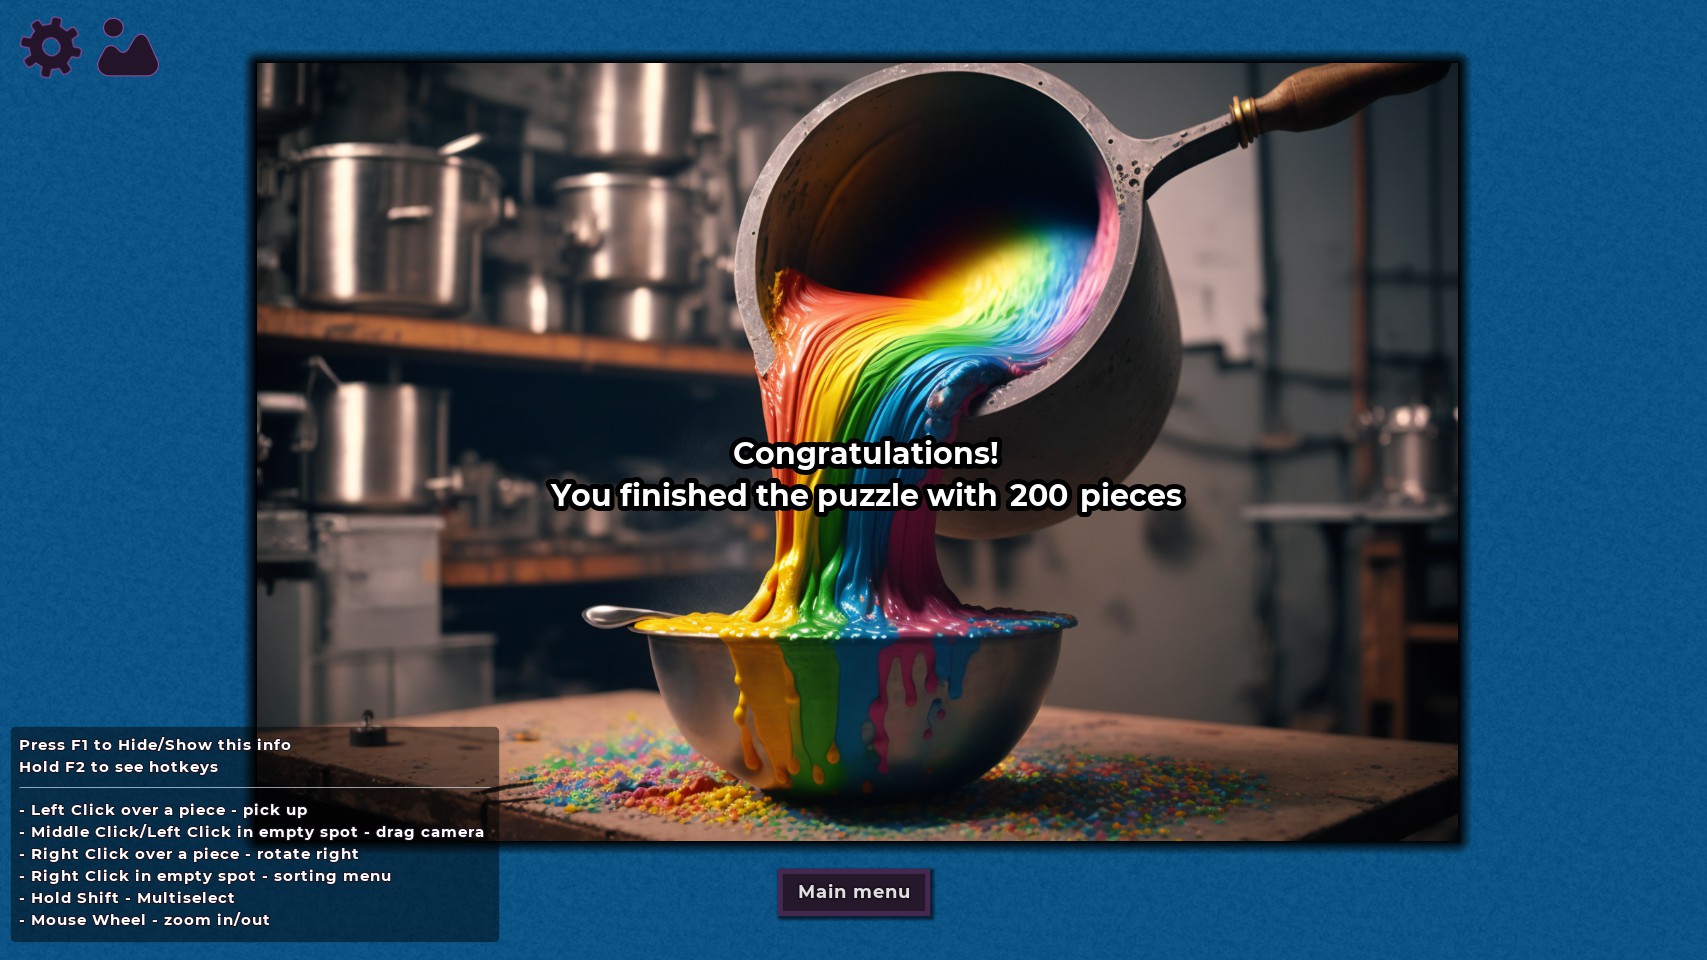 Congratulations!
You finished the puzzle with 200 pieces
Press F1 to Hide/Show this info
Hold F2 to see hotkeys
- Left Click over a piece - pick up
- Middle Click/Left Click in empty spot - drag camera
- Right Click over a piece - rotate right
- Right Click in empty spot - sorting menu
- Hold Shift - Multiselect
- Mouse Wheel - zoom in/out
Main menu